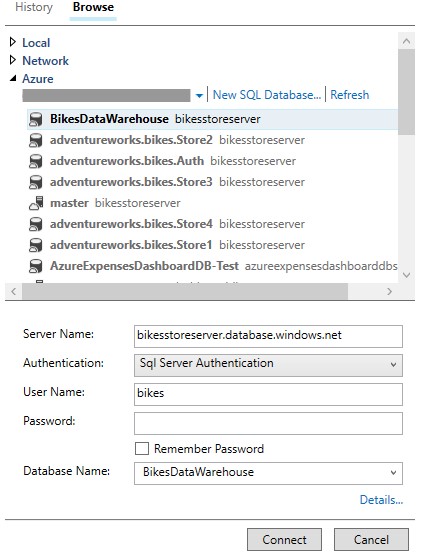 History Browse
Local
Network
Azure
New SQL Database... Refresh
BikesDataWarehouse bikesstoreserver
adventureworks.bikes.Store2 bikesstoreserver
adventureworks.bikes.Auth bikesstoreserver
adventureworks.bikes.Store3 bikesstoreserver
master bikesstoreserver
adventureworks.bikes.Store4 bikesstoreserver
adventureworks.bikes.Store1 bikesstoreserver
AzureExpensesDashboardDB-Test azureexpensesdashboarddbs
Server Name: bikesstoreserver.database.windows.net
Authentication: Sql Server Authentication
User Name: bikes
Password:
Remember Password
Database Name: BikesDataWarehouse
Details...
Connect Cancel